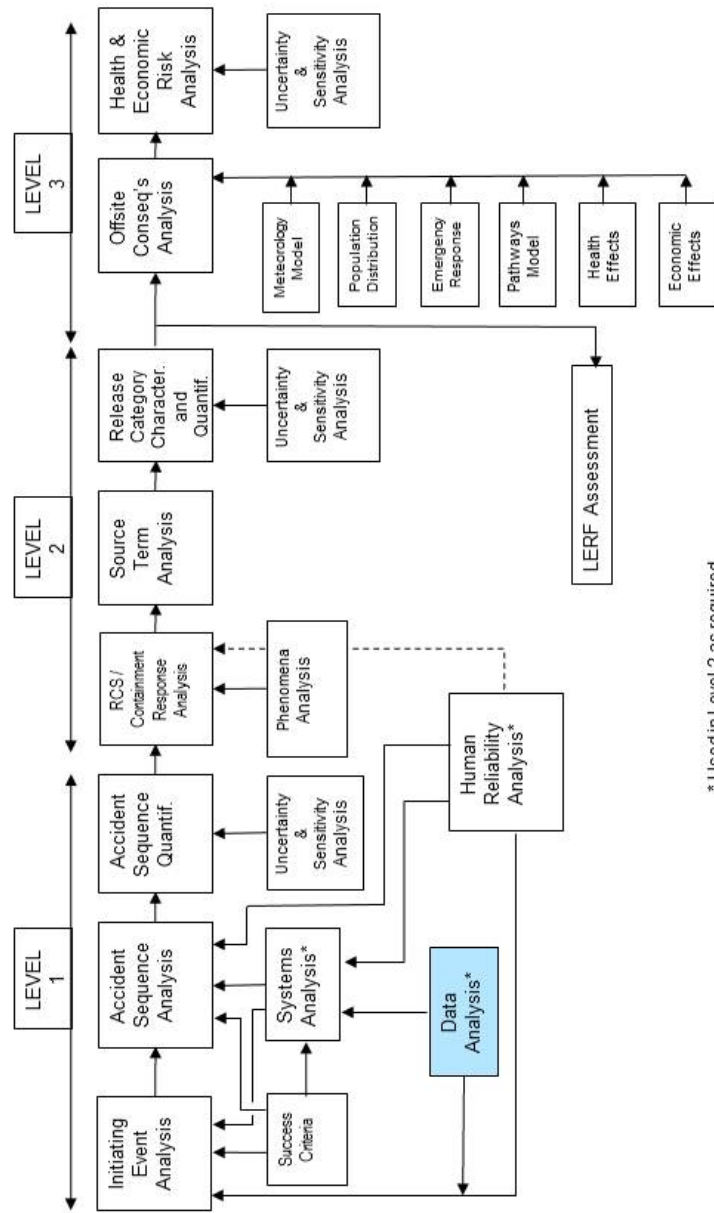 LEVEL
1
LEVEL
2
LEVEL
3
Initiating
Event
Analysis
Accident
Sequence
Analysis
Accident
Sequence
Quantif.
RCS /
Containment
Response
Analysis
Source
Term
Analysis
Release
Category
Character.
and
Quantif.
Offsite
Conseq's
Analysis
Health &
Economic
Risk
Analysis
Success
Criteria
Systems
Analysis*
Uncertainty
&
Sensitivity
Analysis
Phenomena
Analysis
Uncertainty
&
Sensitivity
Analysis
Uncertainty
&
Sensitivity
Analysis
Meteorology
Model
Population
Distribution
Emergency
Response
Pathways
Model
Health
Effects
Economic
Effects
Data
Analysis*
Human
Reliability
Analysis*
LERF Assessment
* Used in Level 2 as required